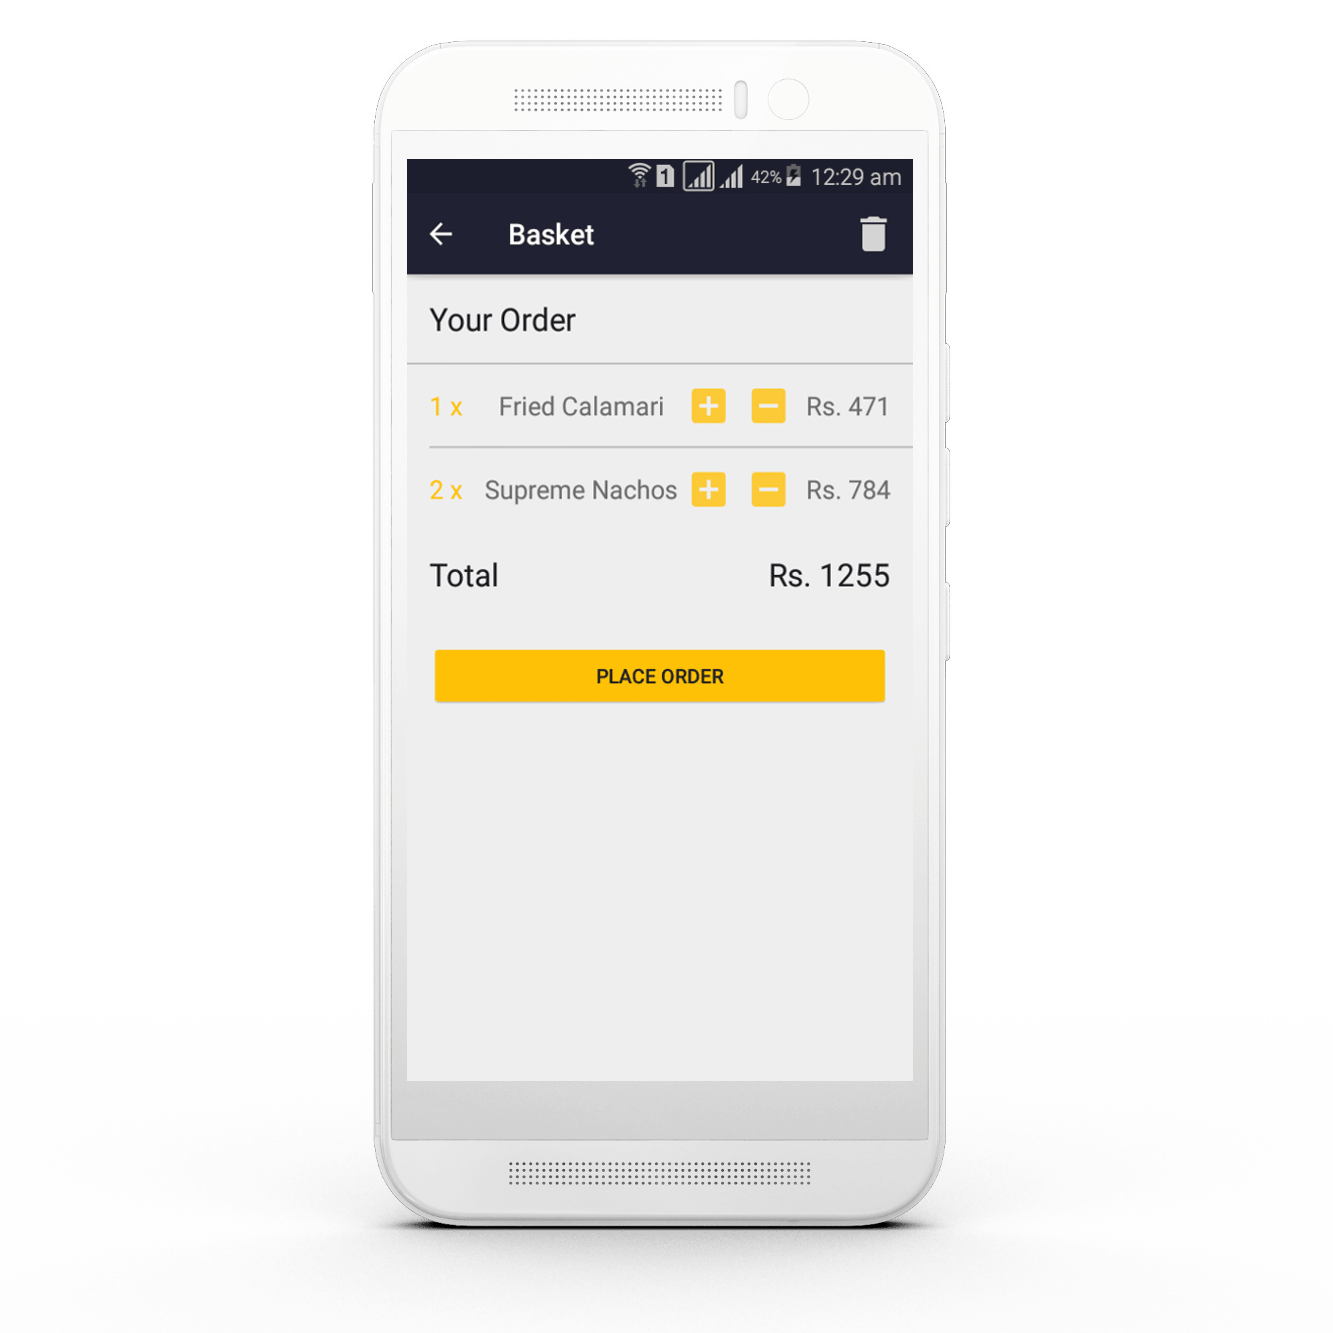 1 42% 12:29 am
Basket
Your Order
1 x Fried Calamari + − Rs. 471
2 x Supreme Nachos + − Rs. 784
Total Rs. 1255
PLACE ORDER